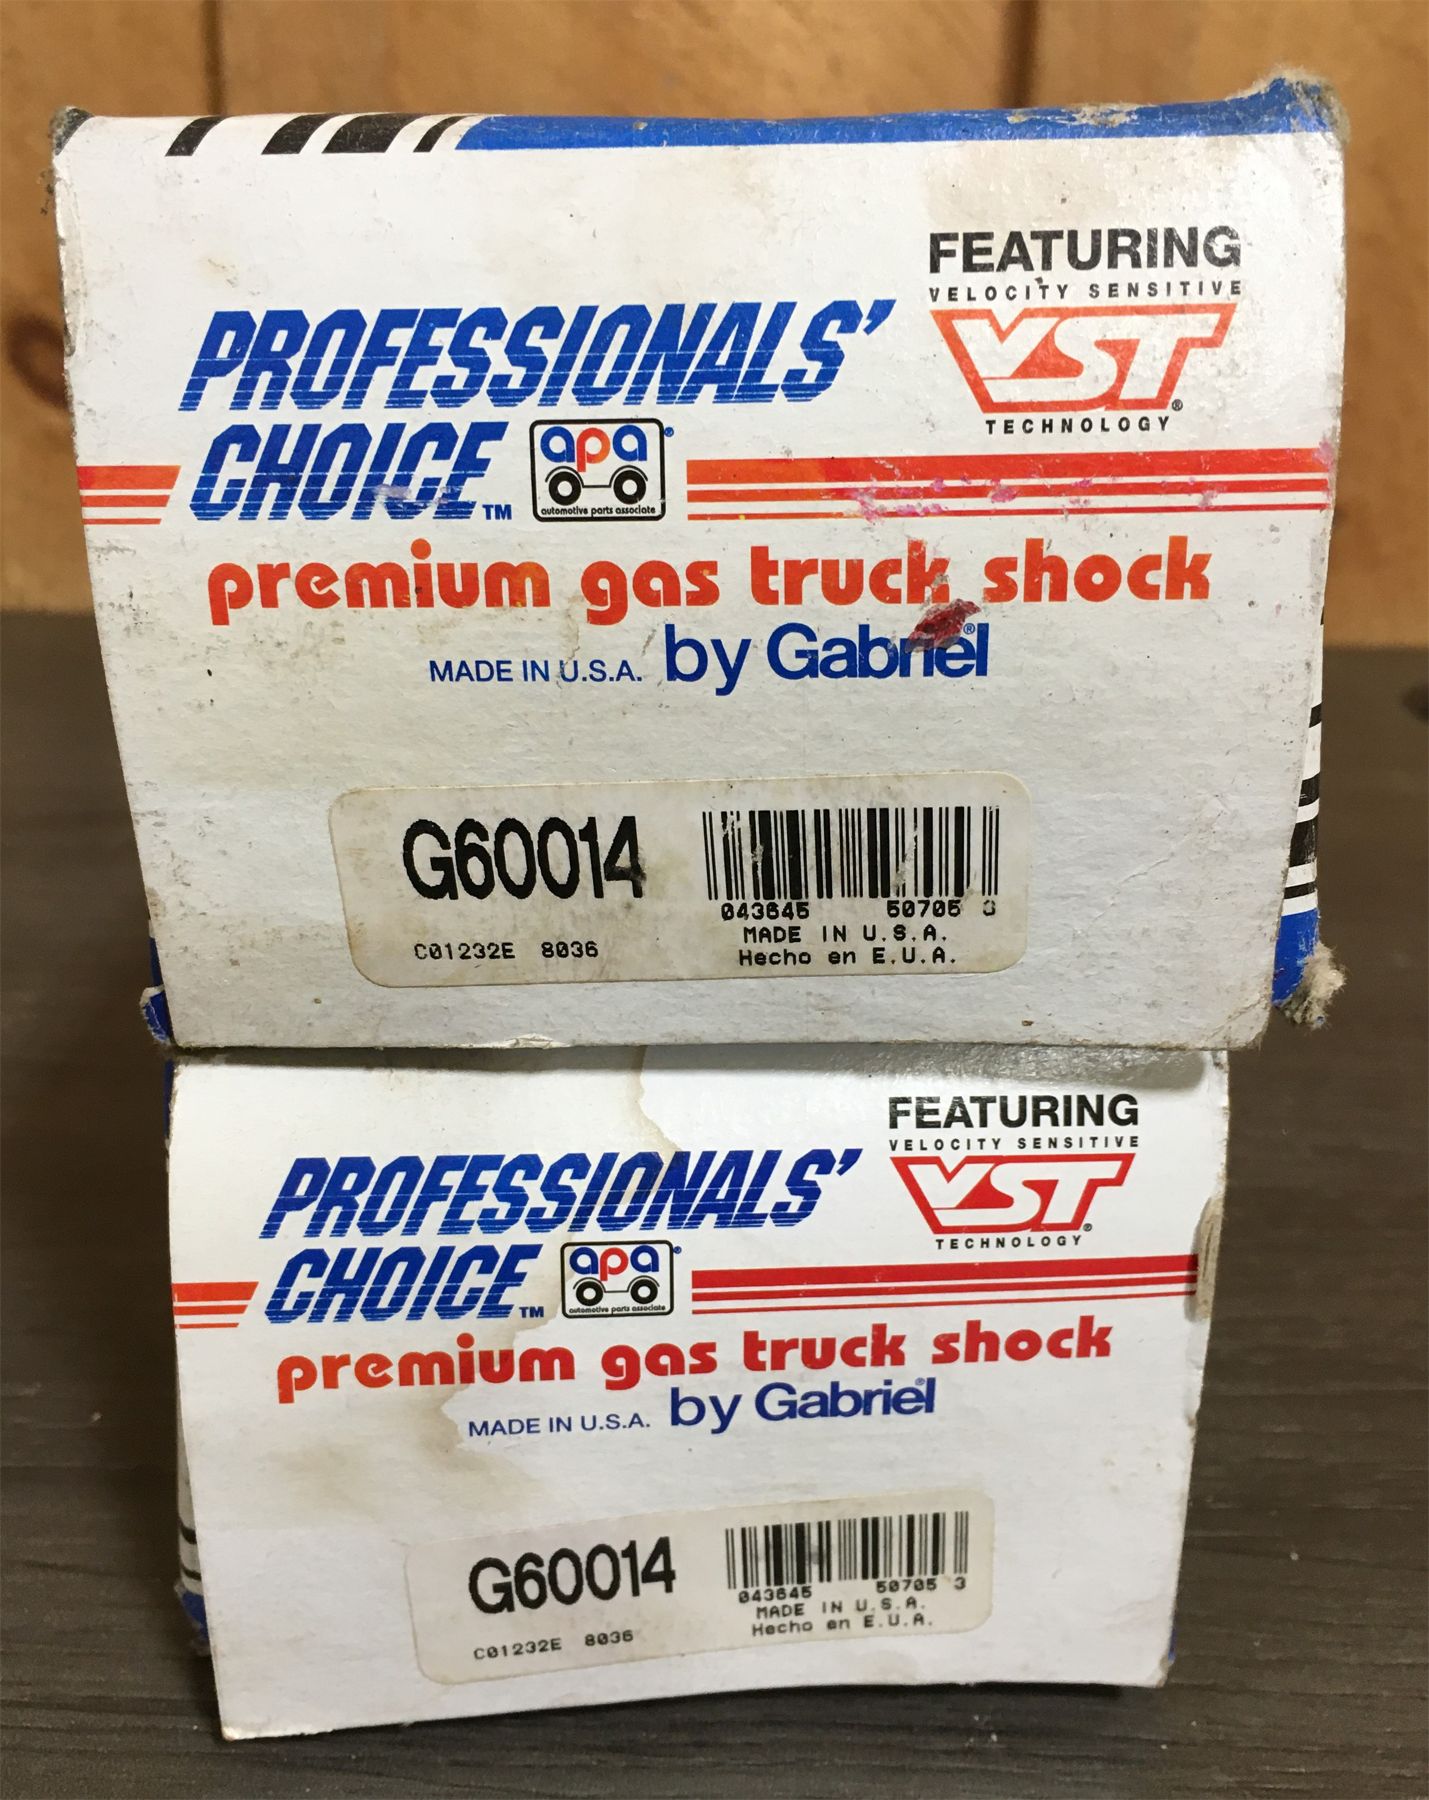 FEATURING
VELOCITY SENSITIVE
VST®
TECHNOLOGY
PROFESSIONALS'
CHOICE™
apa®
automotive parts associate
premium gas truck shock
MADE IN U.S.A. by Gabriel®
G60014
043645 50705 3
MADE IN U.S.A.
Hecho en E.U.A.
C01232E 8036
FEATURING
VELOCITY SENSITIVE
VST®
TECHNOLOGY
PROFESSIONALS'
CHOICE™
apa®
automotive parts associate
premium gas truck shock
MADE IN U.S.A. by Gabriel®
G60014
043645 50705 3
MADE IN U.S.A.
Hecho en E.U.A.
C01232E 8036